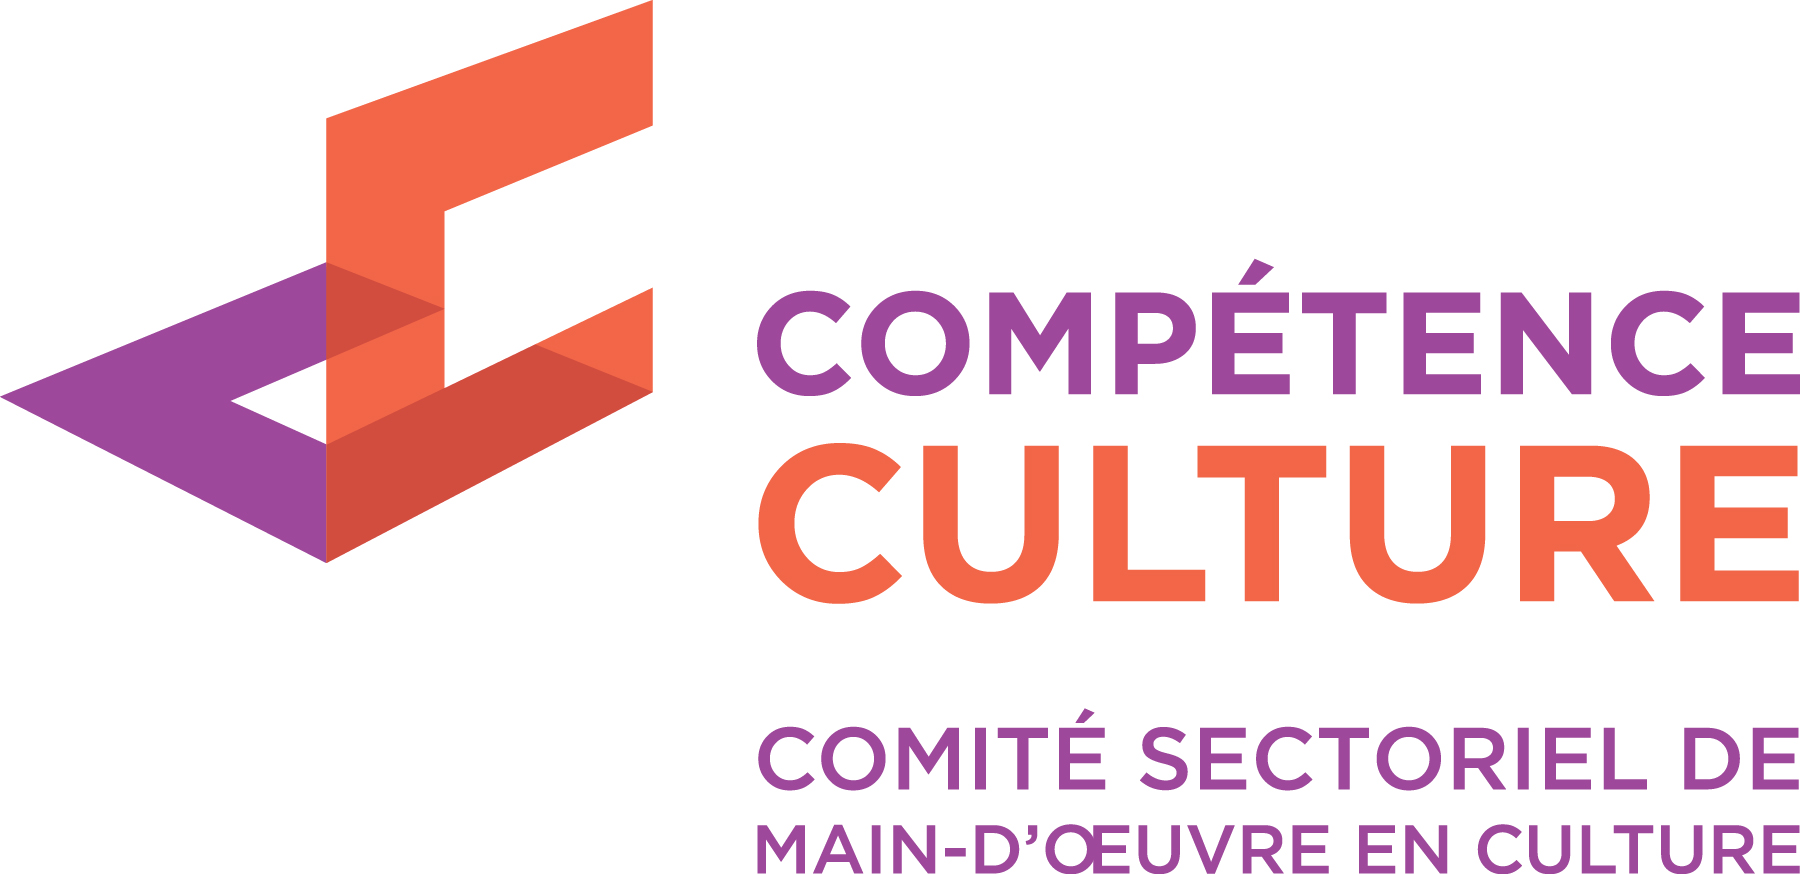 COMPÉTENCE
CULTURE
COMITÉ SECTORIEL DE
MAIN-D’ŒUVRE EN CULTURE